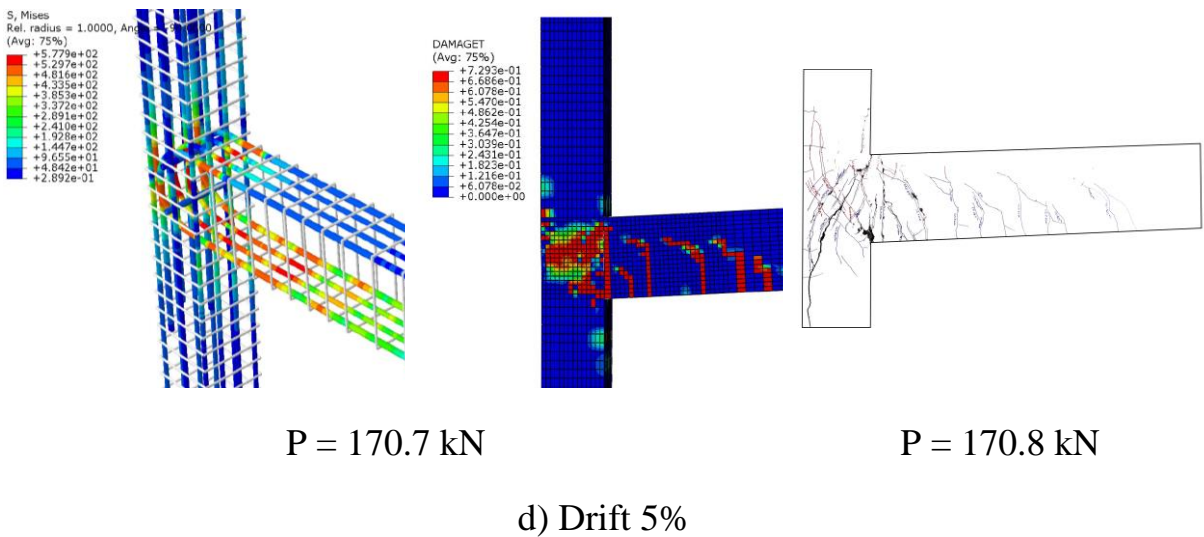 S, Mises
Rel. radius = 1.0000, Ang
(Avg: 75%)
+5.779e+02
+5.297e+02
+4.816e+02
+4.335e+02
+3.853e+02
+3.372e+02
+2.891e+02
+2.410e+02
+1.928e+02
+1.447e+02
+9.655e+01
+4.842e+01
+2.892e-01
DAMAGET
(Avg: 75%)
+7.293e-01
+6.686e-01
+6.078e-01
+5.470e-01
+4.862e-01
+4.254e-01
+3.647e-01
+3.039e-01
+2.431e-01
+1.823e-01
+1.216e-01
+6.078e-02
+0.000e+00
P = 170.7 kN
P = 170.8 kN
d) Drift 5%